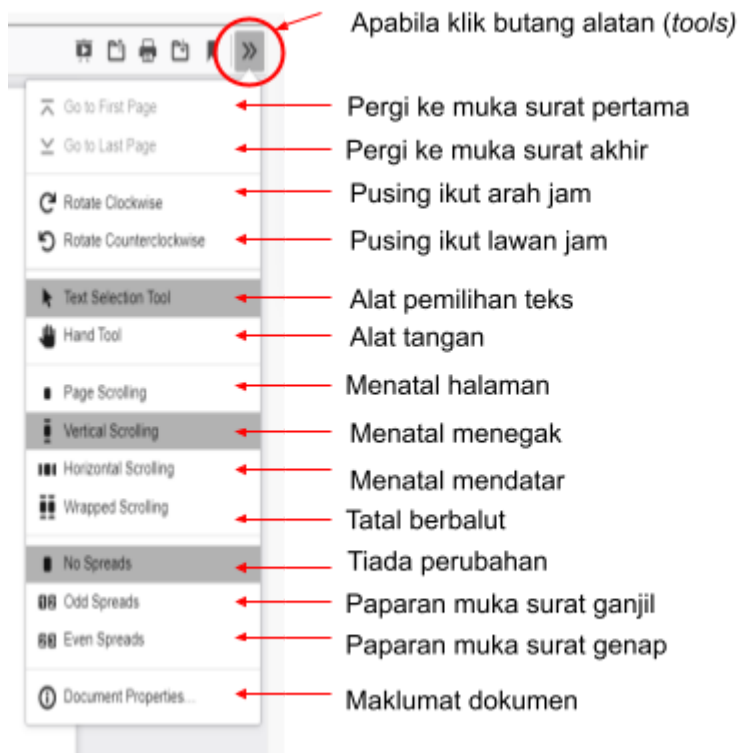 Apabila klik butang alatan (tools)
Go to First Page Pergi ke muka surat pertama
Go to Last Page Pergi ke muka surat akhir
Rotate Clockwise Pusing ikut arah jam
Rotate Counterclockwise Pusing ikut lawan jam
Text Selection Tool Alat pemilihan teks
Hand Tool Alat tangan
Page Scrolling Menatal halaman
Vertical Scrolling Menatal menegak
Horizontal Scrolling Menatal mendatar
Wrapped Scrolling Tatal berbalut
No Spreads Tiada perubahan
Odd Spreads Paparan muka surat ganjil
Even Spreads Paparan muka surat genap
Document Properties... Maklumat dokumen